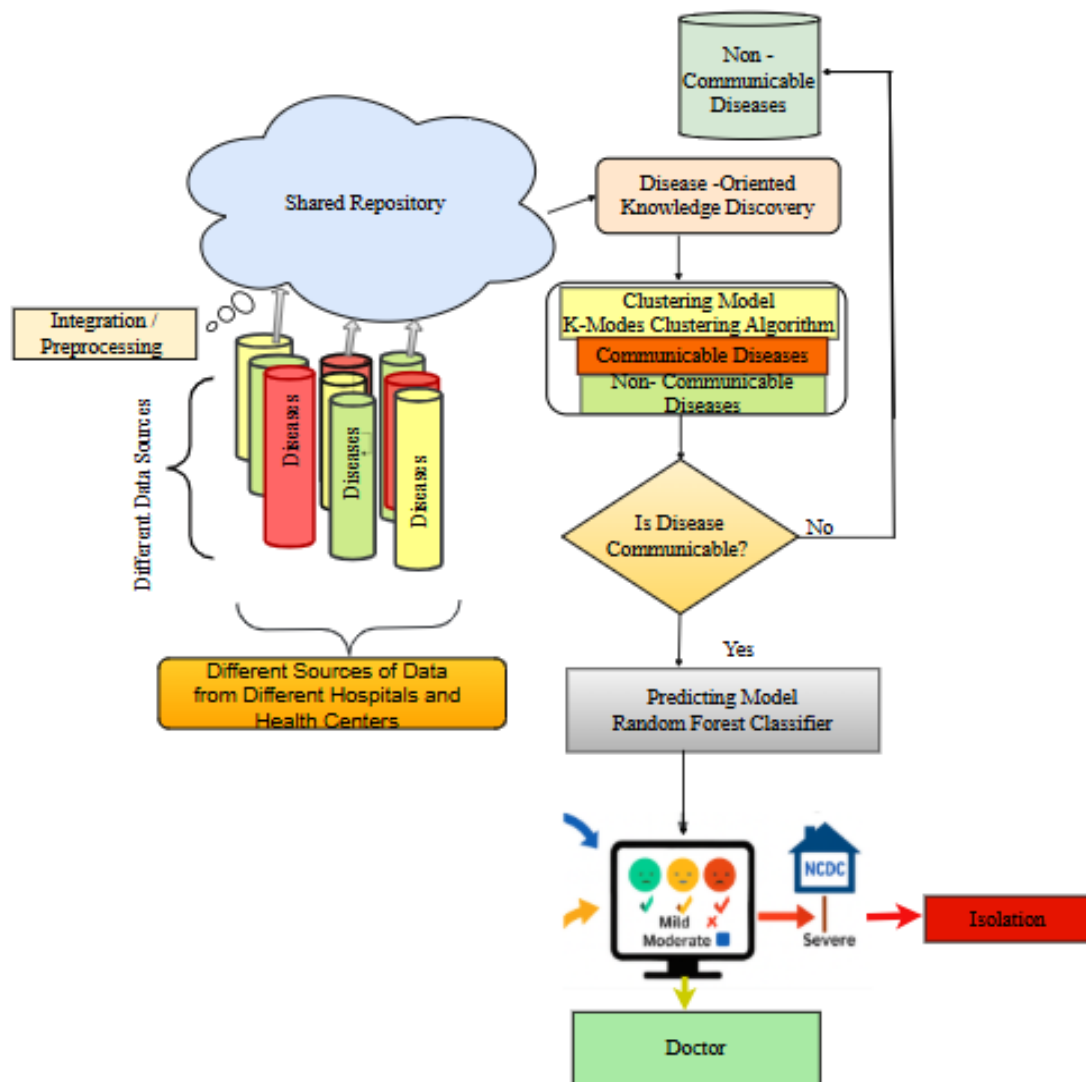 Non -
Communicable
Diseases
Shared Repository
Disease -Oriented
Knowledge Discovery
Integration /
Preprocessing
Clustering Model
K-Modes Clustering Algorithm
Communicable Diseases
Non- Communicable
Diseases
Different Data Sources
Diseases
Diseases
Diseases
Is Disease
Communicable?
No
Yes
Different Sources of Data
from Different Hospitals and
Health Centers
Predicting Model
Random Forest Classifier
NCDC
Mild
Moderate
Severe
Isolation
Doctor